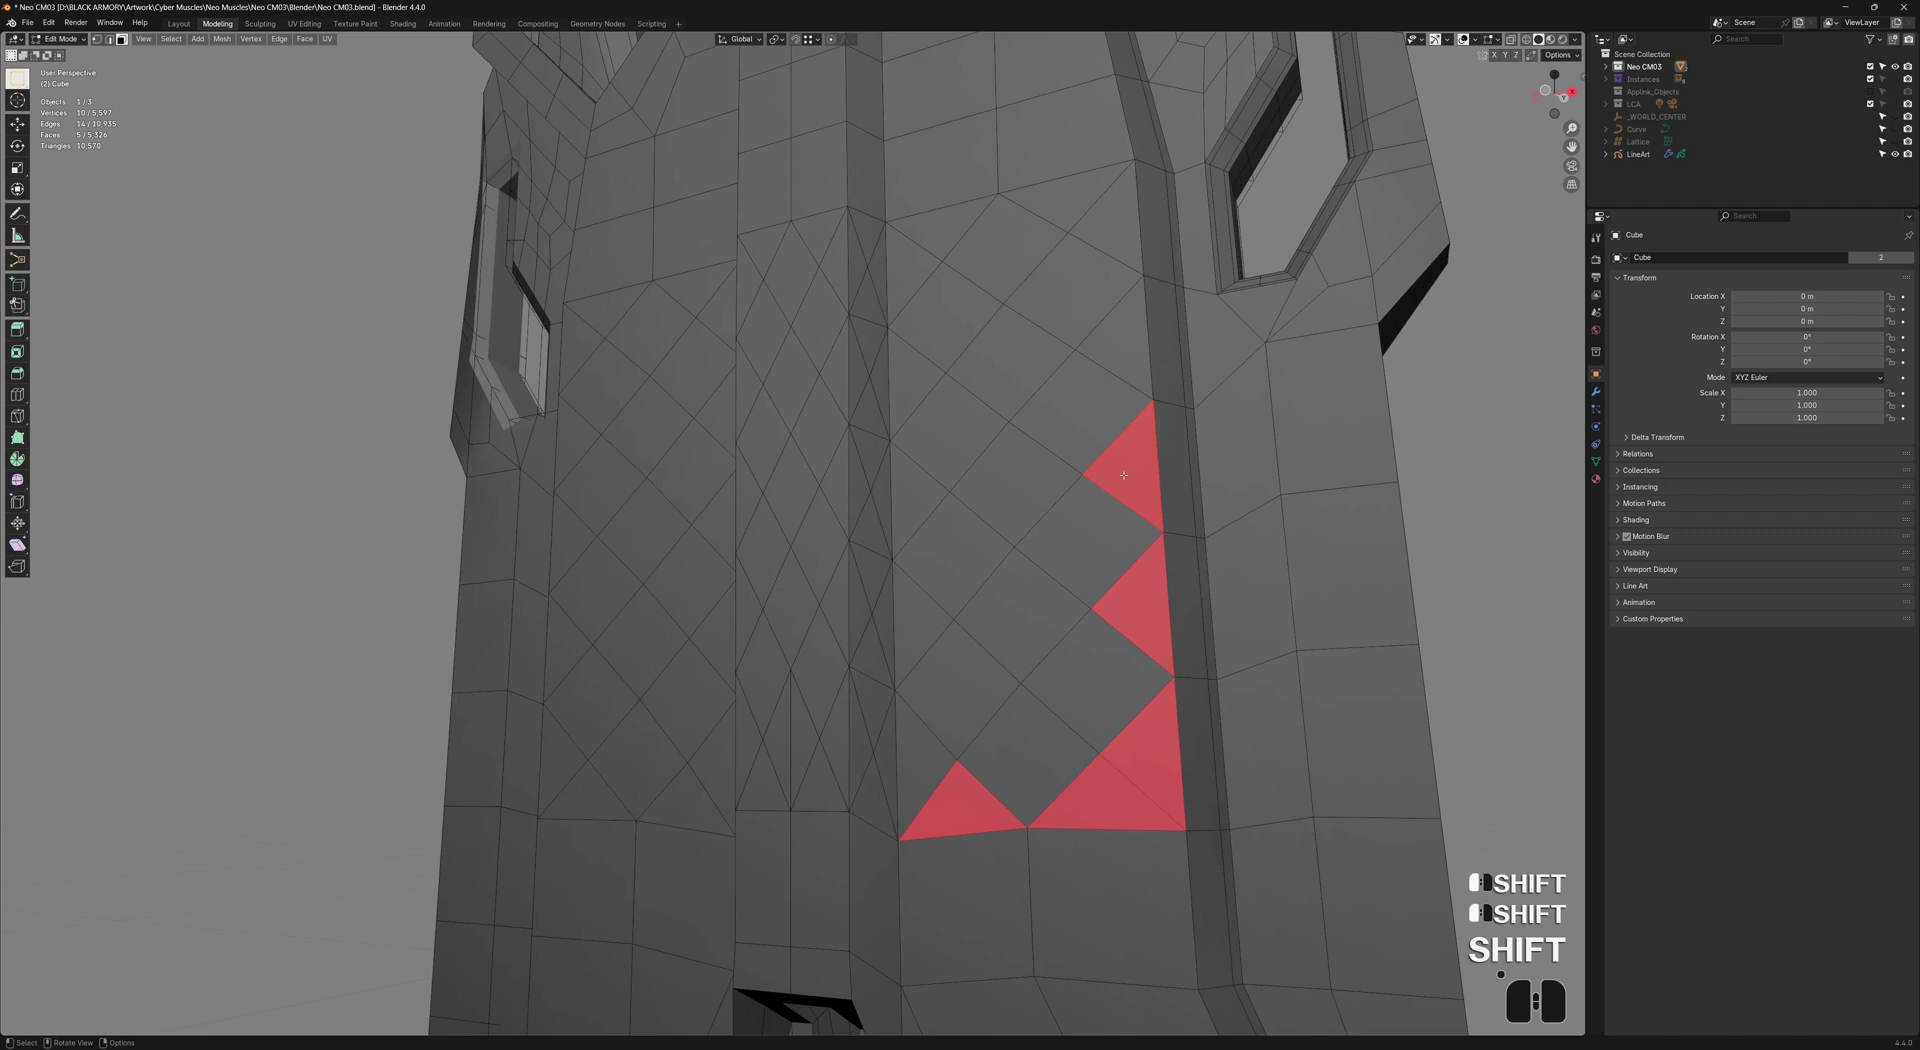 * Neo CM03 [D:\BLACK ARMORY\Artwork\Cyber Muscles\Neo Muscles\Neo CM03\Blender\Neo CM03.blend] - Blender 4.4.0
File Edit Render Window Help
Layout Modeling Sculpting UV Editing Texture Paint Shading Animation Rendering Compositing Geometry Nodes Scripting +
Scene
ViewLayer
Edit Mode
View Select Add Mesh Vertex Edge Face UV
Global
X Y Z
Options
User Perspective
(2) Cube
Objects 1 / 3
Vertices 10 / 5,597
Edges 14 / 10,935
Faces 5 / 5,326
Triangles 10,570
X
Y
Search
Scene Collection
Neo CM03
Instances
Applink_Objects
LCA
_WORLD_CENTER
Curve
Lattice
LineArt
Search
Cube
Cube 2
Transform
Location X 0 m
Y 0 m
Z 0 m
Rotation X 0°
Y 0°
Z 0°
Mode XYZ Euler
Scale X 1.000
Y 1.000
Z 1.000
Delta Transform
Relations
Collections
Instancing
Motion Paths
Shading
Motion Blur
Visibility
Viewport Display
Line Art
Animation
Custom Properties
SHIFT
SHIFT
SHIFT
Select Rotate View Options
4.4.0